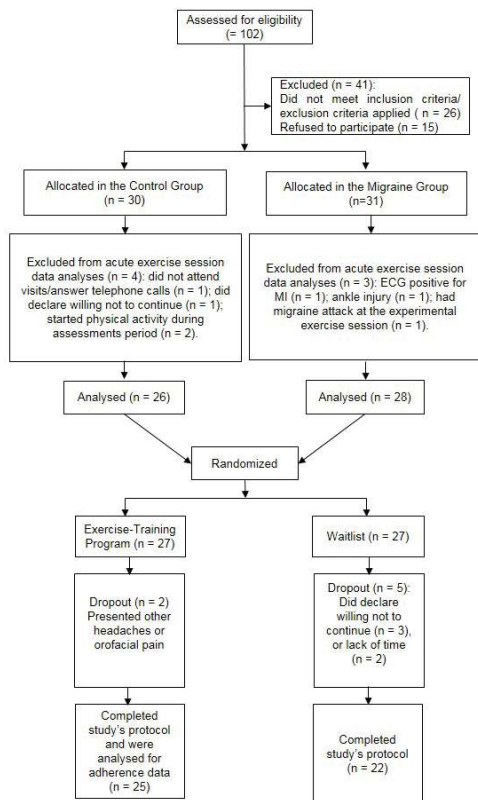 Assessed for eligibility
(= 102)
Excluded (n = 41):
Did not meet inclusion criteria/
exclusion criteria applied ( n = 26)
Refused to participate (n = 15)
Allocated in the Control Group
(n = 30)
Allocated in the Migraine Group
(n=31)
Excluded from acute exercise session
data analyses (n = 4): did not attend
visits/answer telephone calls (n = 1); did
declare willing not to continue (n = 1);
started physical activity during
assessments period (n = 2).
Excluded from acute exercise session
data analyses (n = 3): ECG positive for
MI (n = 1); ankle injury (n = 1); had
migraine attack at the experimental
exercise session (n = 1).
Analysed (n = 26)
Analysed (n = 28)
Randomized
Exercise-Training
Program (n = 27)
Waitlist (n = 27)
Dropout (n = 2)
Presented other
headaches or
orofacial pain
Dropout (n = 5):
Did declare
willing not to
continue (n = 3),
or lack of time
(n = 2)
Completed
study's protocol
and were
analysed for
adherence data
(n = 25)
Completed
study's protocol
(n = 22)